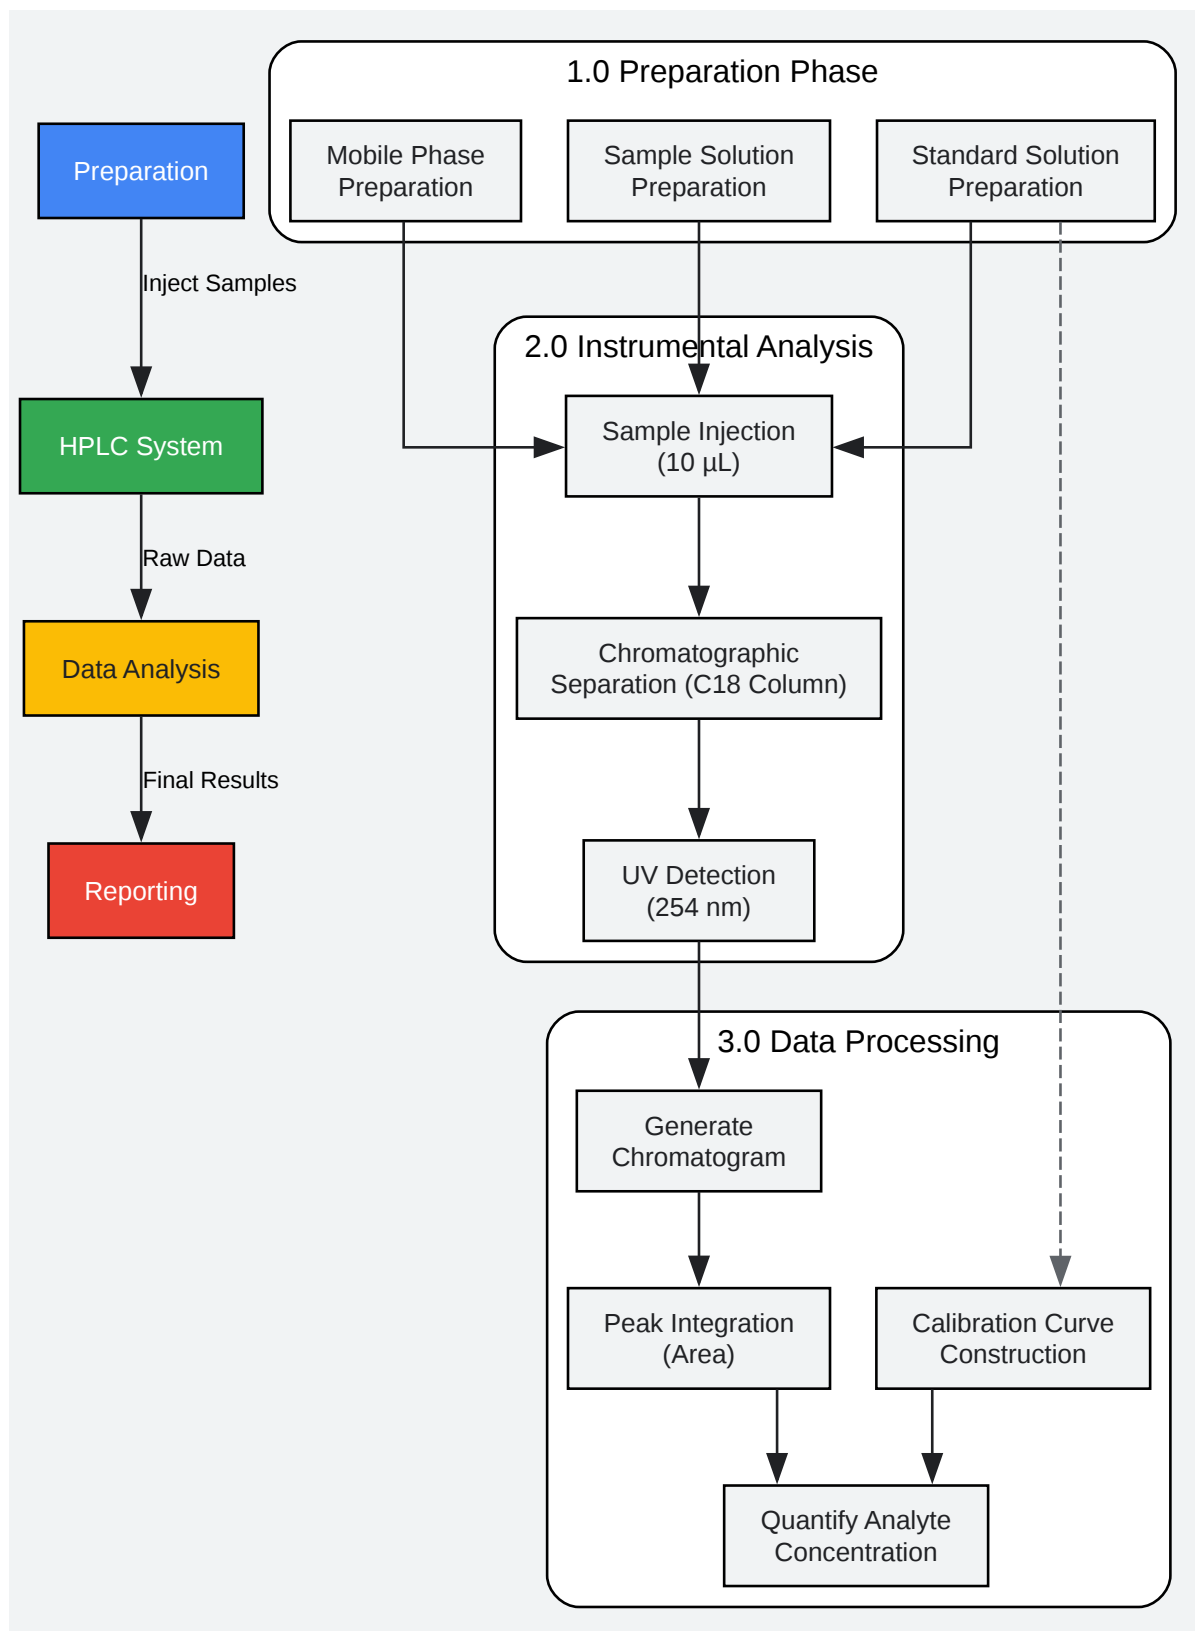 1.0 Preparation Phase
Mobile Phase
Preparation
Sample Solution
Preparation
Standard Solution
Preparation
Preparation
Inject Samples
HPLC System
Raw Data
Data Analysis
Final Results
Reporting
2.0 Instrumental Analysis
Sample Injection
(10 µL)
Chromatographic
Separation (C18 Column)
UV Detection
(254 nm)
3.0 Data Processing
Generate
Chromatogram
Peak Integration
(Area)
Calibration Curve
Construction
Quantify Analyte
Concentration